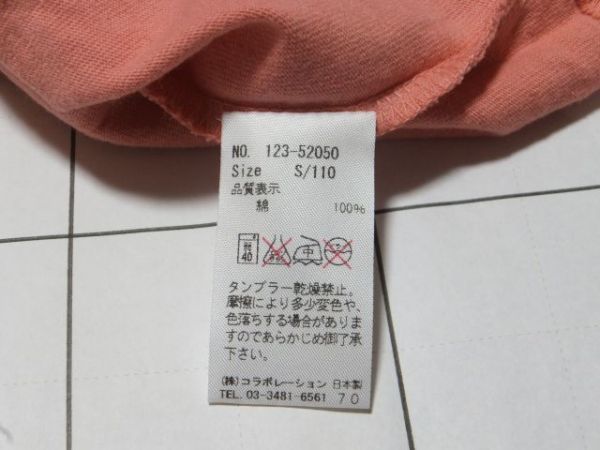 NO. 123-52050
Size S/110
品質表示
綿 100%
40 中
タンブラー乾燥禁止。
摩擦により多少変色や、
色落ちする場合がありま
すのであらかじめ御了承
下さい。
(株)コラボレーション 日本製
TEL. 03-3481-6561 70